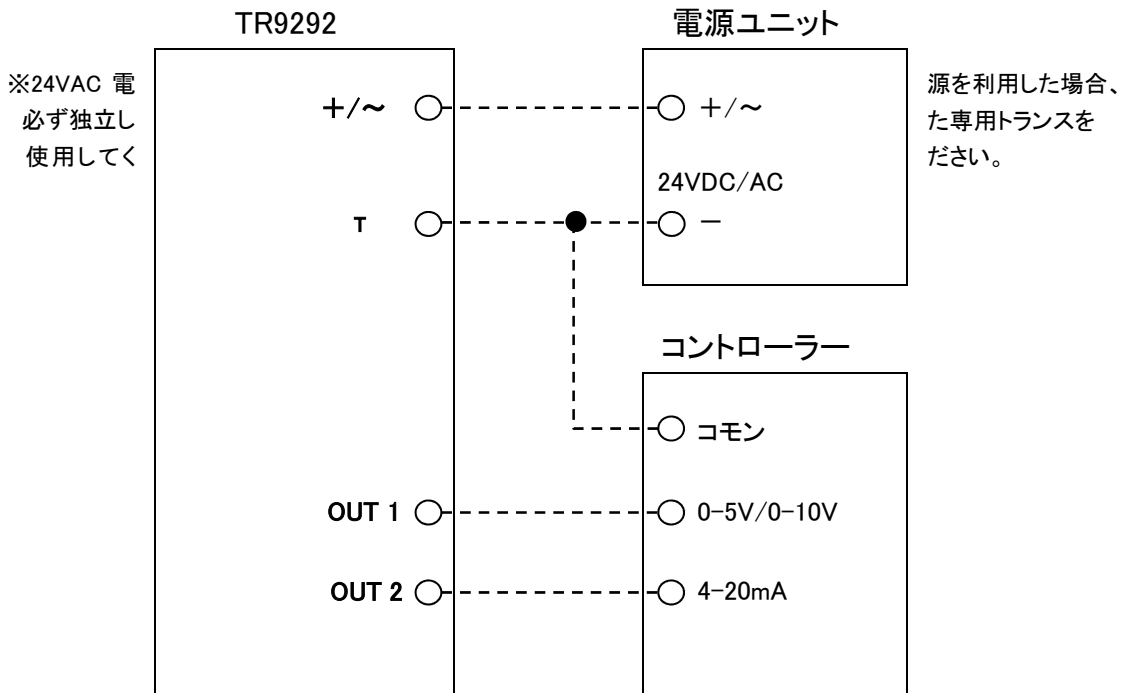 TR9292
電源ユニット
※24VAC 電
必ず独立し
使用してく
源を利用した場合、
た専用トランスを
ださい。
+/~
+/~
24VDC/AC
T
-
コントローラー
コモン
OUT 1
0-5V/0-10V
OUT 2
4-20mA